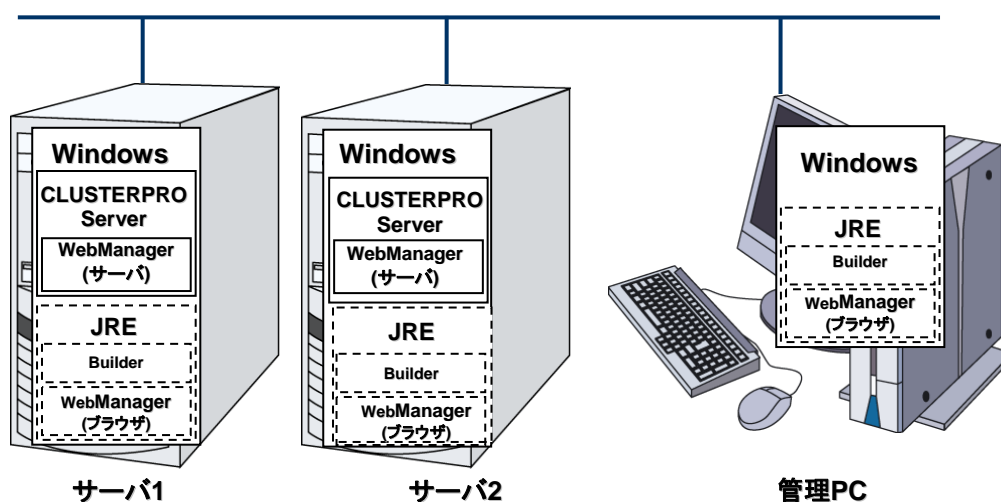 Windows
CLUSTERPRO
Server
WebManager
(サーバ)
JRE
Builder
WebManager
(ブラウザ)
サーバ1
Windows
CLUSTERPRO
Server
WebManager
(サーバ)
JRE
Builder
WebManager
(ブラウザ)
サーバ2
Windows
JRE
Builder
WebManager
(ブラウザ)
管理PC